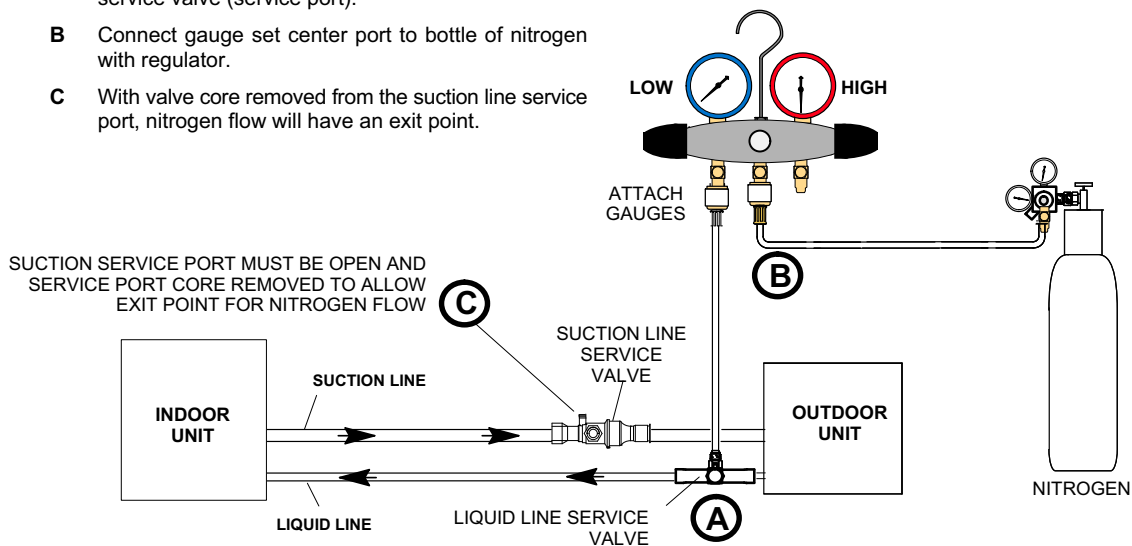 service valve (service port).
B Connect gauge set center port to bottle of nitrogen
with regulator.
C With valve core removed from the suction line service
port, nitrogen flow will have an exit point.
LOW
HIGH
ATTACH
GAUGES
B
SUCTION SERVICE PORT MUST BE OPEN AND
SERVICE PORT CORE REMOVED TO ALLOW
EXIT POINT FOR NITROGEN FLOW
C
SUCTION LINE
SERVICE
VALVE
SUCTION LINE
INDOOR
UNIT
OUTDOOR
UNIT
NITROGEN
LIQUID LINE
LIQUID LINE SERVICE
VALVE
A